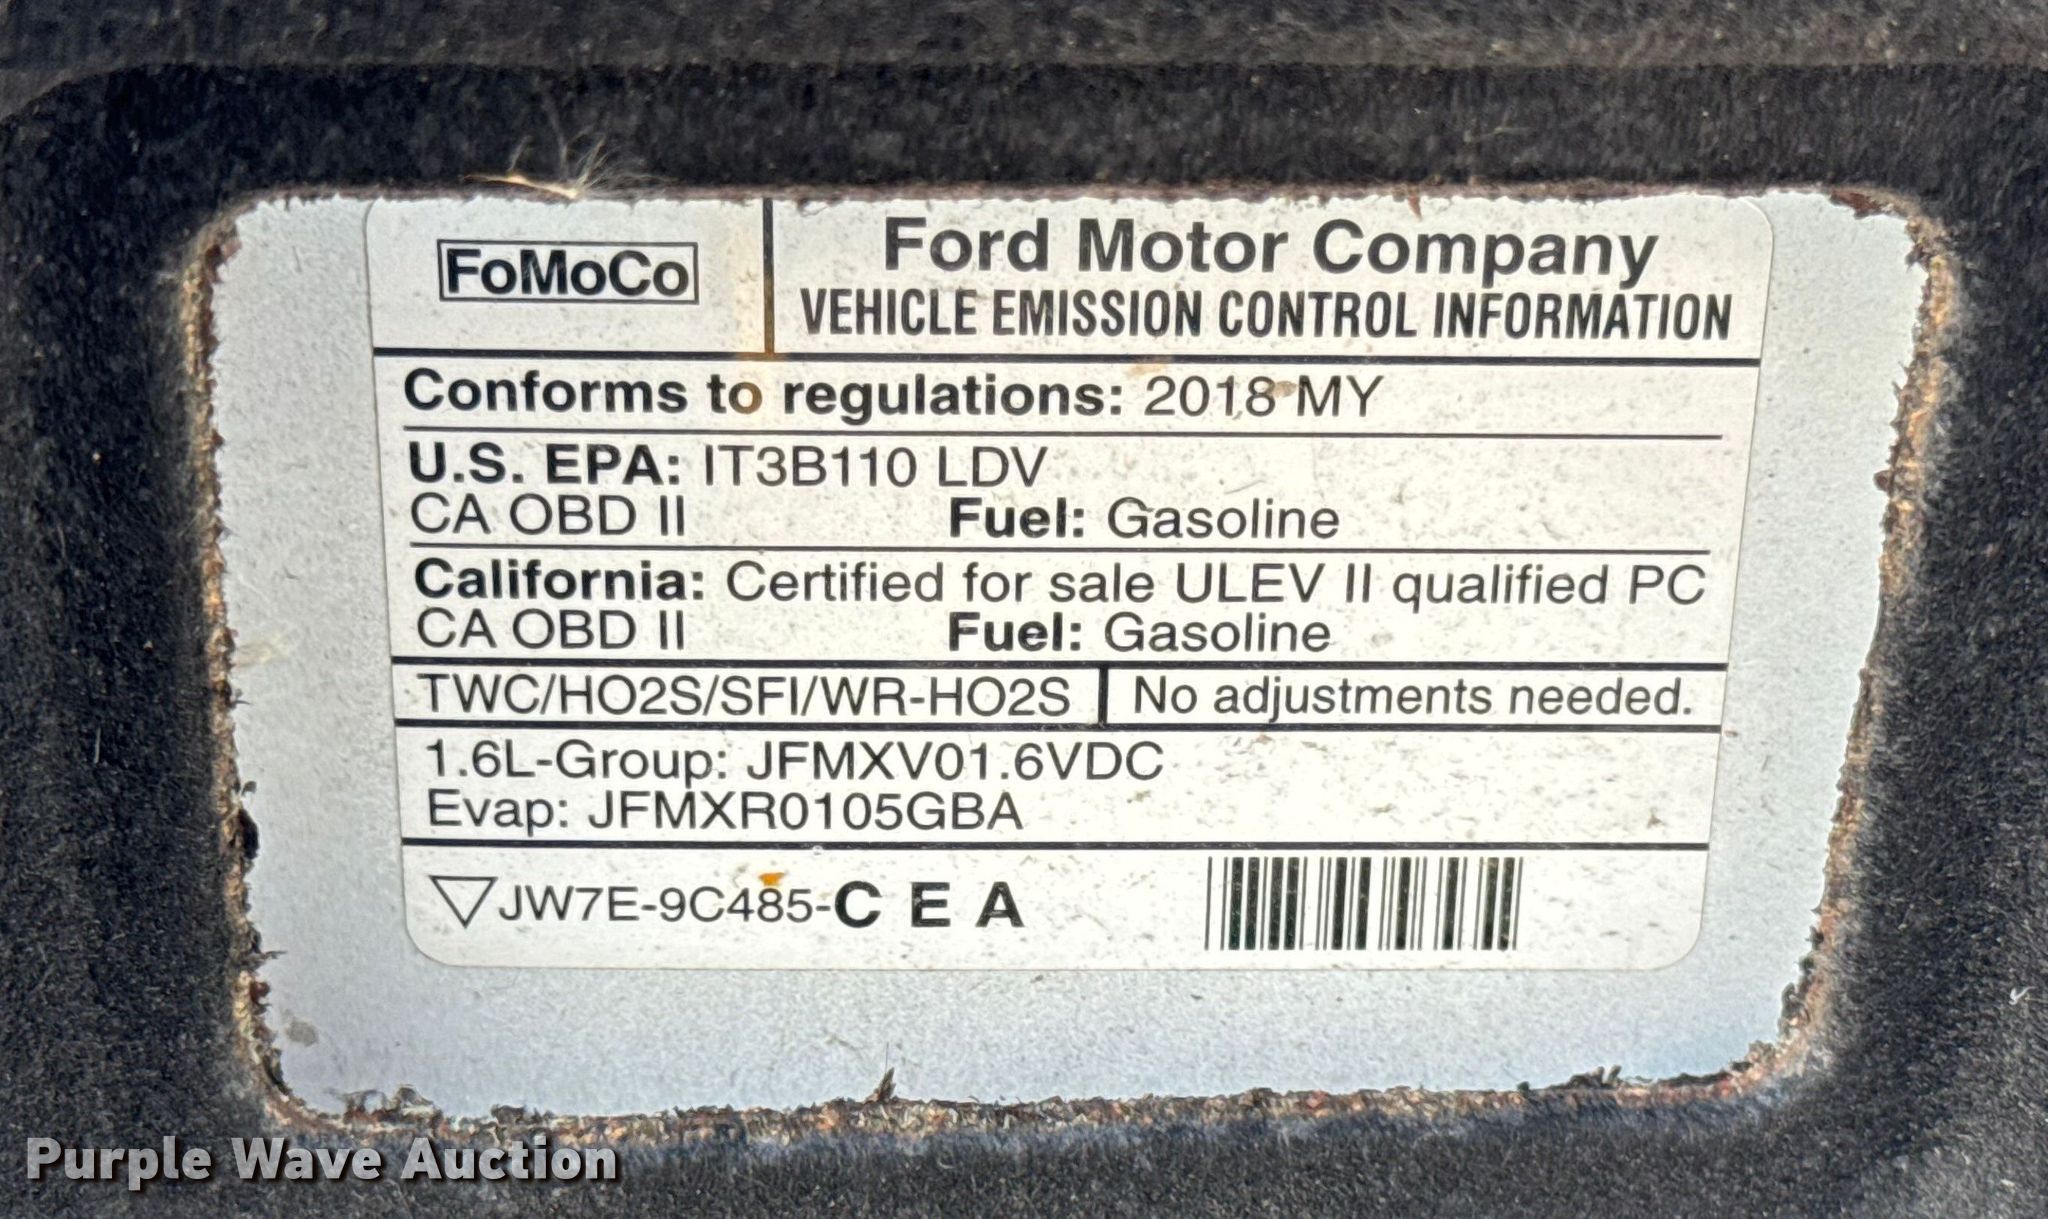 FoMoCo
Ford Motor Company
VEHICLE EMISSION CONTROL INFORMATION
Conforms to regulations: 2018 MY
U.S. EPA: IT3B110 LDV
CA OBD II Fuel: Gasoline
California: Certified for sale ULEV II qualified PC
CA OBD II Fuel: Gasoline
TWC/HO2S/SFI/WR-HO2S No adjustments needed.
1.6L-Group: JFMXV01.6VDC
Evap: JFMXR0105GBA
JW7E-9C485-C E A
Purple Wave Auction